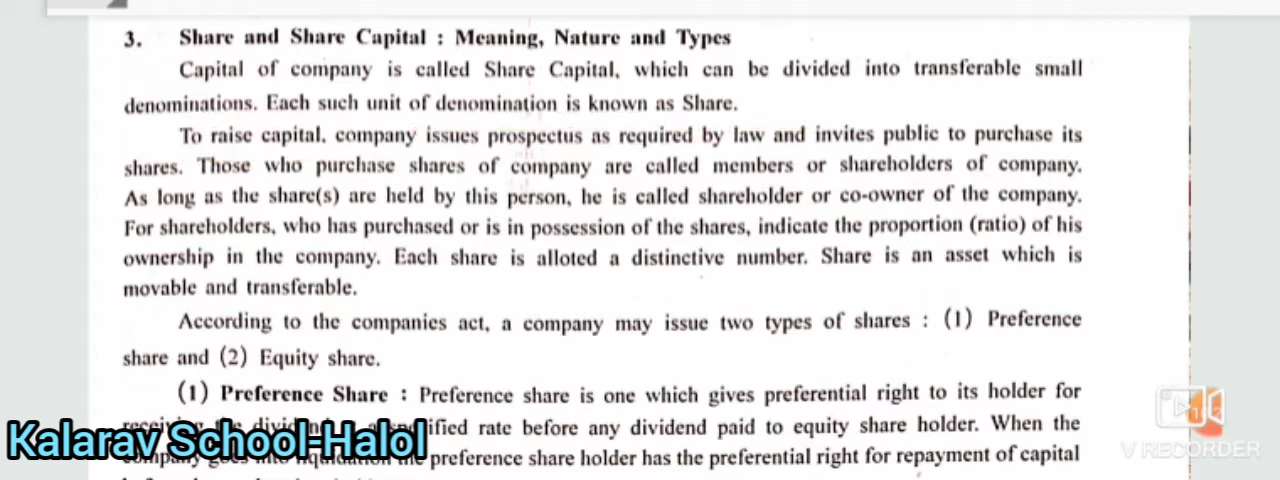 3. Share and Share Capital : Meaning, Nature and Types
Capital of company is called Share Capital, which can be divided into transferable small
denominations. Each such unit of denomination is known as Share.
To raise capital, company issues prospectus as required by law and invites public to purchase its
shares. Those who purchase shares of company are called members or shareholders of company.
As long as the share(s) are held by this person, he is called shareholder or co-owner of the company.
For shareholders, who has purchased or is in possession of the shares, indicate the proportion (ratio) of his
ownership in the company. Each share is alloted a distinctive number. Share is an asset which is
movable and transferable.
According to the companies act, a company may issue two types of shares : (1) Preference
share and (2) Equity share.
(1) Preference Share : Preference share is one which gives preferential right to its holder for
before any dividend paid to equity share holder. When the
preference share holder has the preferential right for repayment of capital
Kalarav School-Halol
V RECORDER